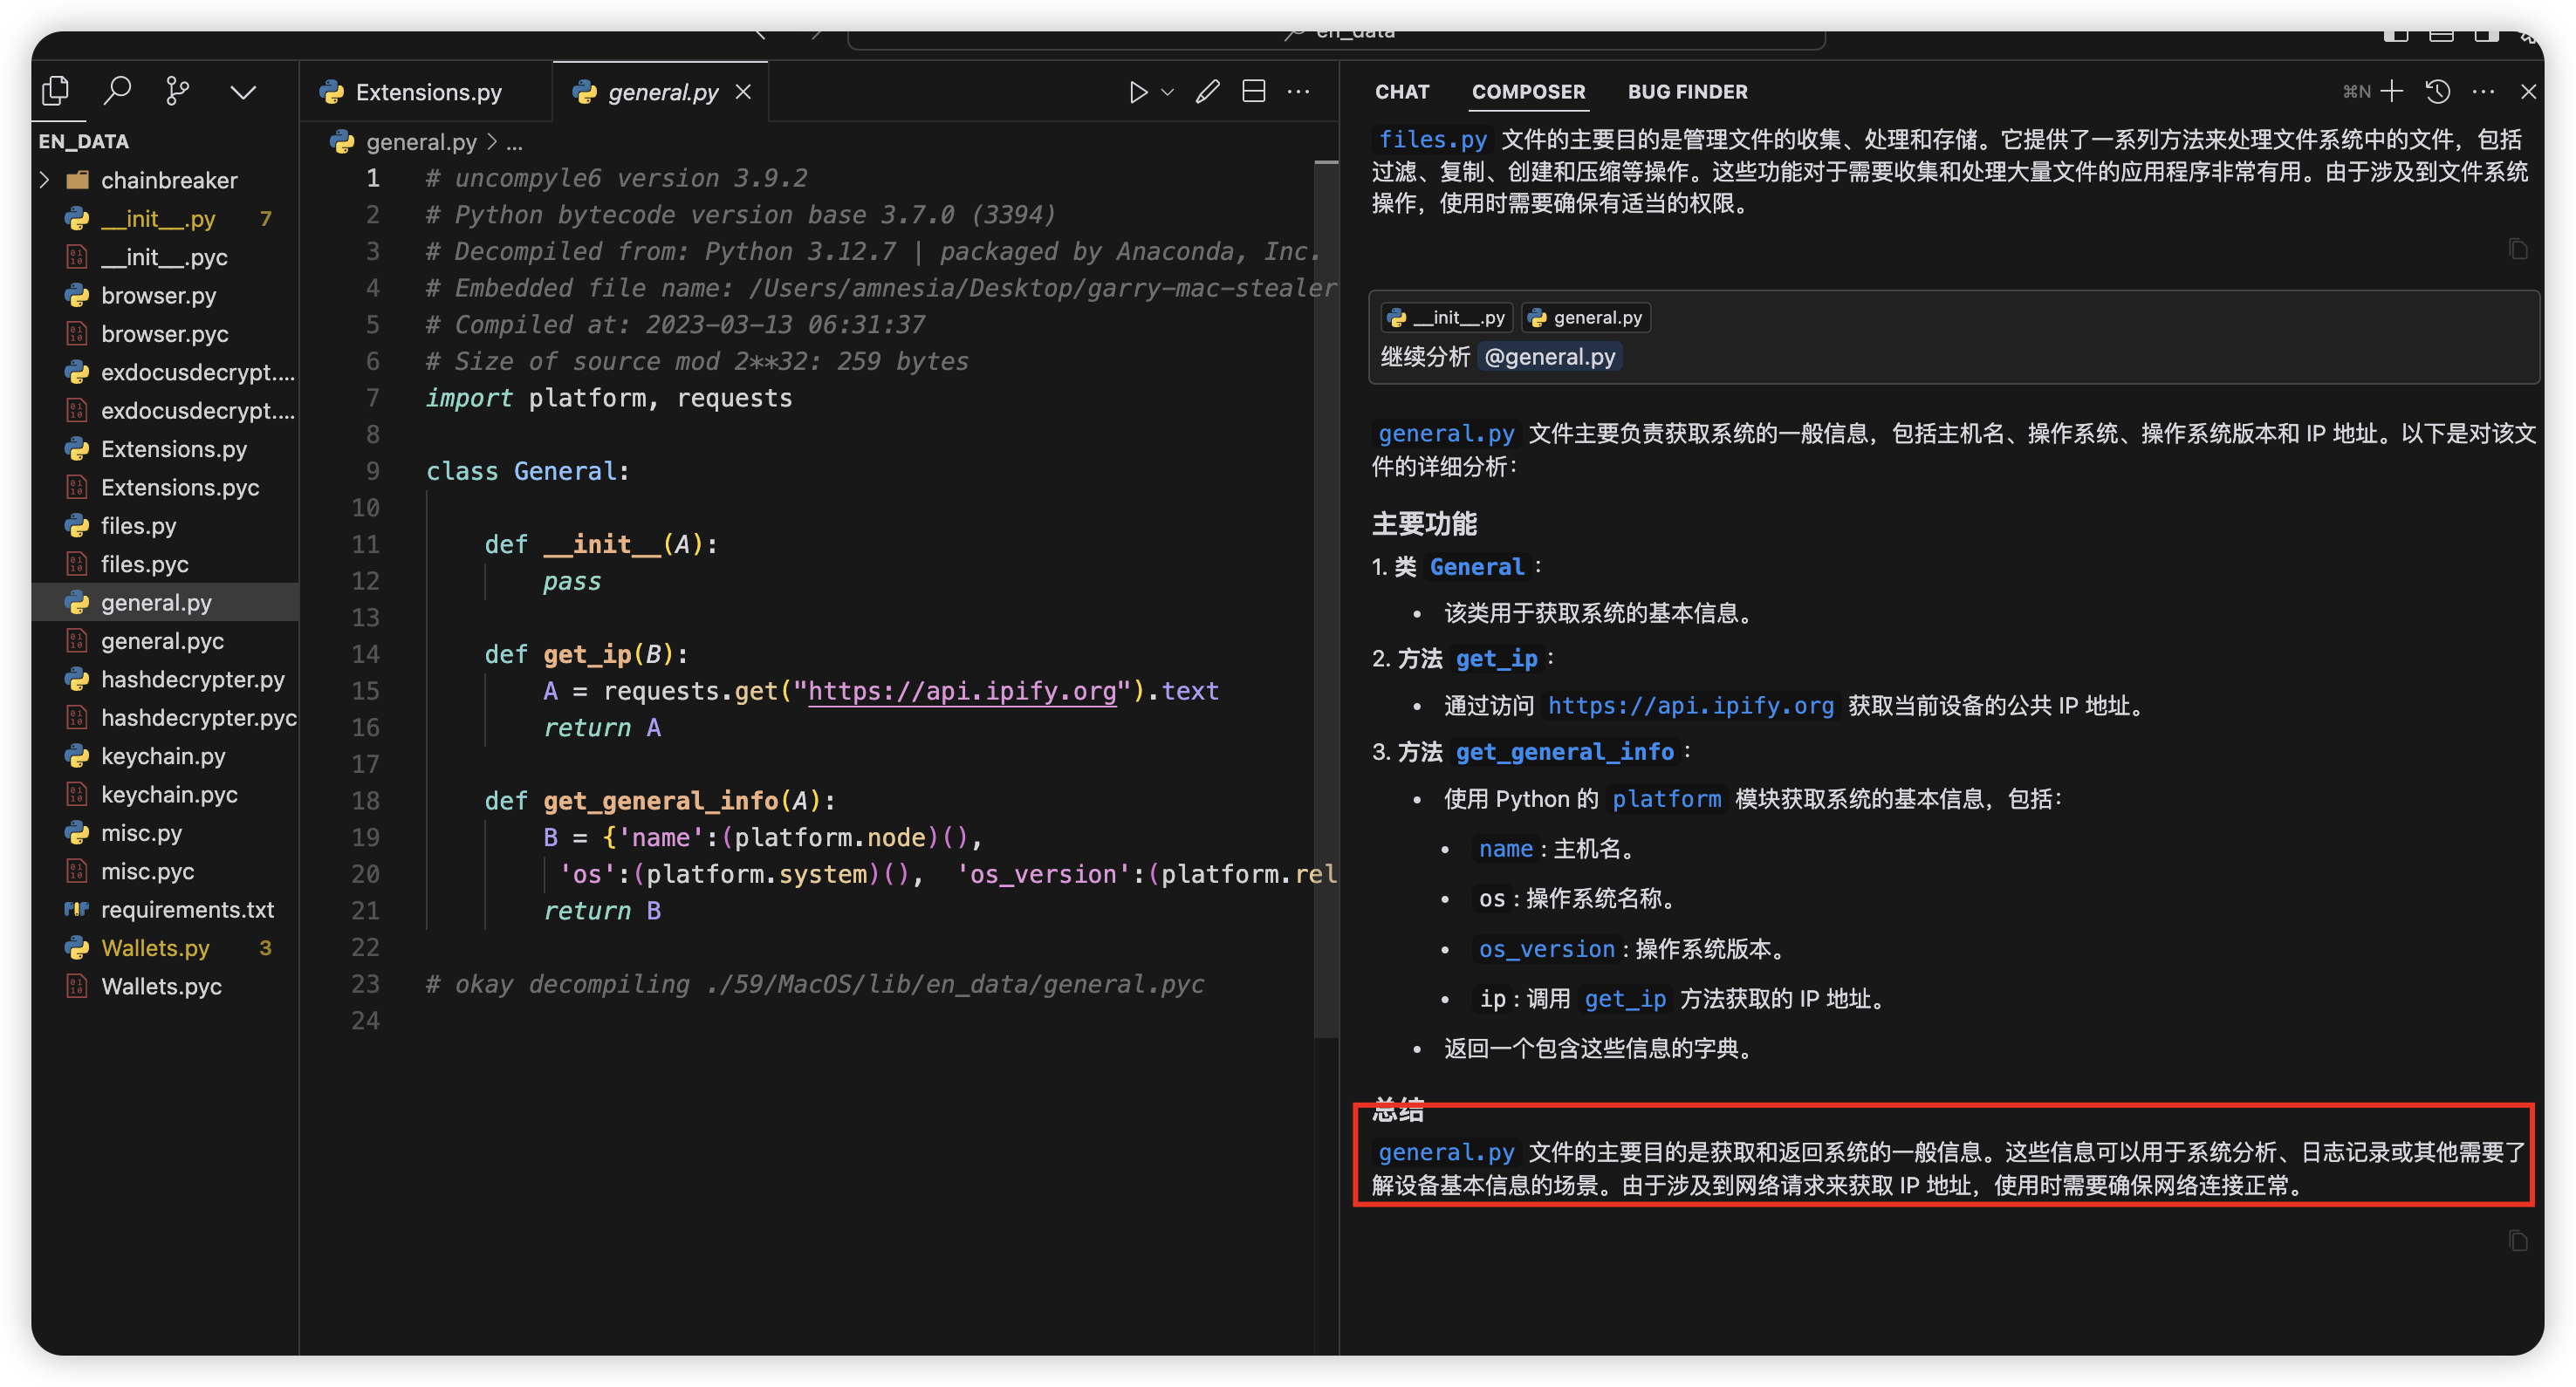 en_data
EN_DATA
chainbreaker
__init__.py 7
__init__.pyc
browser.py
browser.pyc
exdocusdecrypt....
exdocusdecrypt....
Extensions.py
Extensions.pyc
files.py
files.pyc
general.py
general.pyc
hashdecrypter.py
hashdecrypter.pyc
keychain.py
keychain.pyc
misc.py
misc.pyc
requirements.txt
Wallets.py 3
Wallets.pyc
Extensions.py
general.py
general.py > ...
1 # uncompyle6 version 3.9.2
2 # Python bytecode version base 3.7.0 (3394)
3 # Decompiled from: Python 3.12.7 | packaged by Anaconda, Inc.
4 # Embedded file name: /Users/amnesia/Desktop/garry-mac-stealer
5 # Compiled at: 2023-03-13 06:31:37
6 # Size of source mod 2**32: 259 bytes
7 import platform, requests
8
9 class General:
10
11 def __init__(A):
12 pass
13
14 def get_ip(B):
15 A = requests.get("https://api.ipify.org").text
16 return A
17
18 def get_general_info(A):
19 B = {'name':(platform.node)(),
20 'os':(platform.system)(), 'os_version':(platform.rel
21 return B
22
23 # okay decompiling ./59/MacOS/lib/en_data/general.pyc
24
CHAT COMPOSER BUG FINDER ⌘N
files.py 文件的主要目的是管理文件的收集、处理和存储。它提供了一系列方法来处理文件系统中的文件，包括
过滤、复制、创建和压缩等操作。这些功能对于需要收集和处理大量文件的应用程序非常有用。由于涉及到文件系统
操作，使用时需要确保有适当的权限。
__init__.py general.py
继续分析 @general.py
general.py 文件主要负责获取系统的一般信息，包括主机名、操作系统、操作系统版本和 IP 地址。以下是对该文
件的详细分析：
主要功能
1. 类 General：
• 该类用于获取系统的基本信息。
2. 方法 get_ip：
• 通过访问 https://api.ipify.org 获取当前设备的公共 IP 地址。
3. 方法 get_general_info：
• 使用 Python 的 platform 模块获取系统的基本信息，包括：
• name：主机名。
• os：操作系统名称。
• os_version：操作系统版本。
• ip：调用 get_ip 方法获取的 IP 地址。
• 返回一个包含这些信息的字典。
总结
general.py 文件的主要目的是获取和返回系统的一般信息。这些信息可以用于系统分析、日志记录或其他需要了
解设备基本信息的场景。由于涉及到网络请求来获取 IP 地址，使用时需要确保网络连接正常。